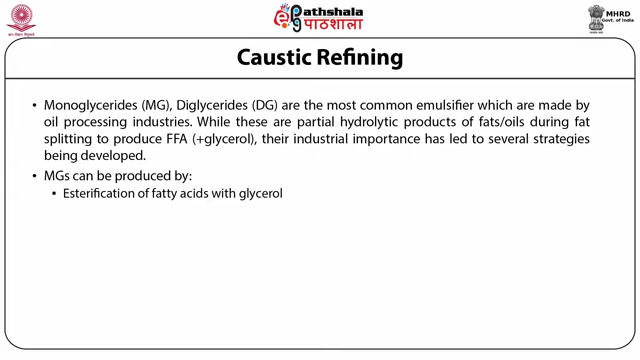 ePathshala
पाठशाला
MHRD
Govt. of India
Caustic Refining
• Monoglycerides (MG), Diglycerides (DG) are the most common emulsifier which are made by
oil processing industries. While these are partial hydrolytic products of fats/oils during fat
splitting to produce FFA (+glycerol), their industrial importance has led to several strategies
being developed.
• MGs can be produced by:
▪ Esterification of fatty acids with glycerol